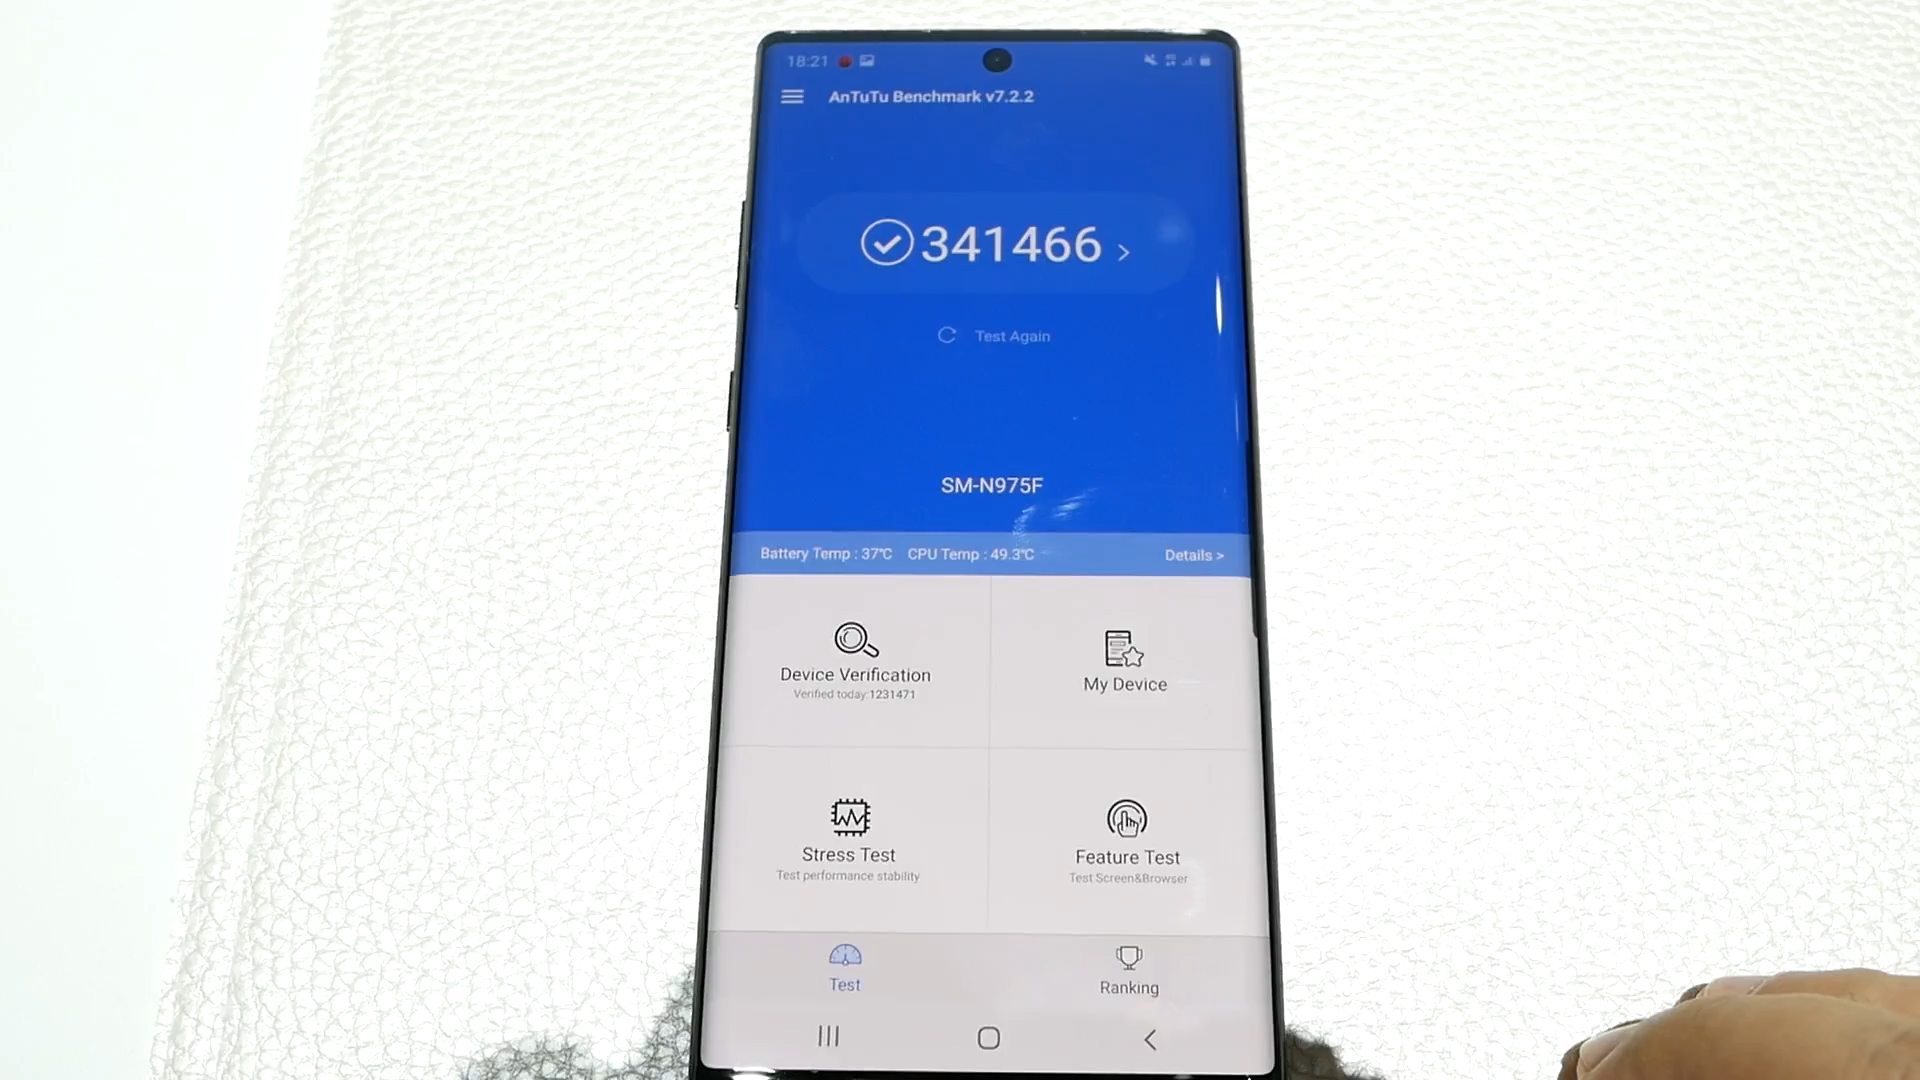 18:21
AnTuTu Benchmark v7.2.2
341466 >
Test Again
SM-N975F
Battery Temp : 37℃ CPU Temp : 49.3℃ Details >
Device Verification
Verified today:1231471
My Device
Stress Test
Test performance stability
Feature Test
Test Screen&Browser
Test
Ranking